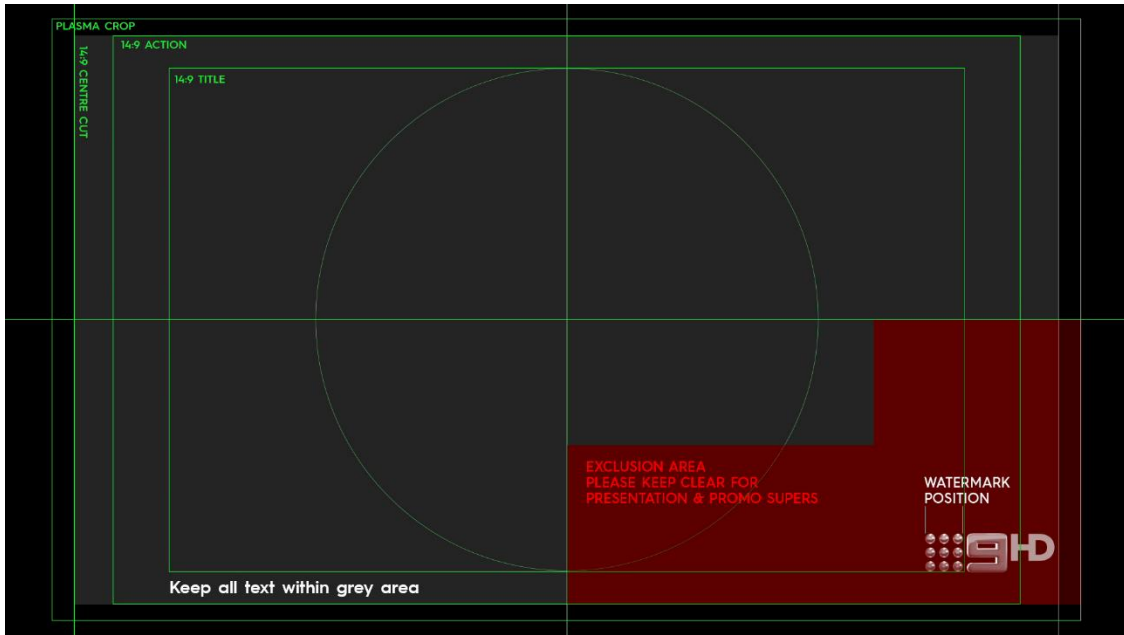 PLASMA CROP
14:9 ACTION
14:9 CENTRE CUT
14:9 TITLE
EXCLUSION AREA
PLEASE KEEP CLEAR FOR
PRESENTATION & PROMO SUPERS
WATERMARK
POSITION
9HD
Keep all text within grey area